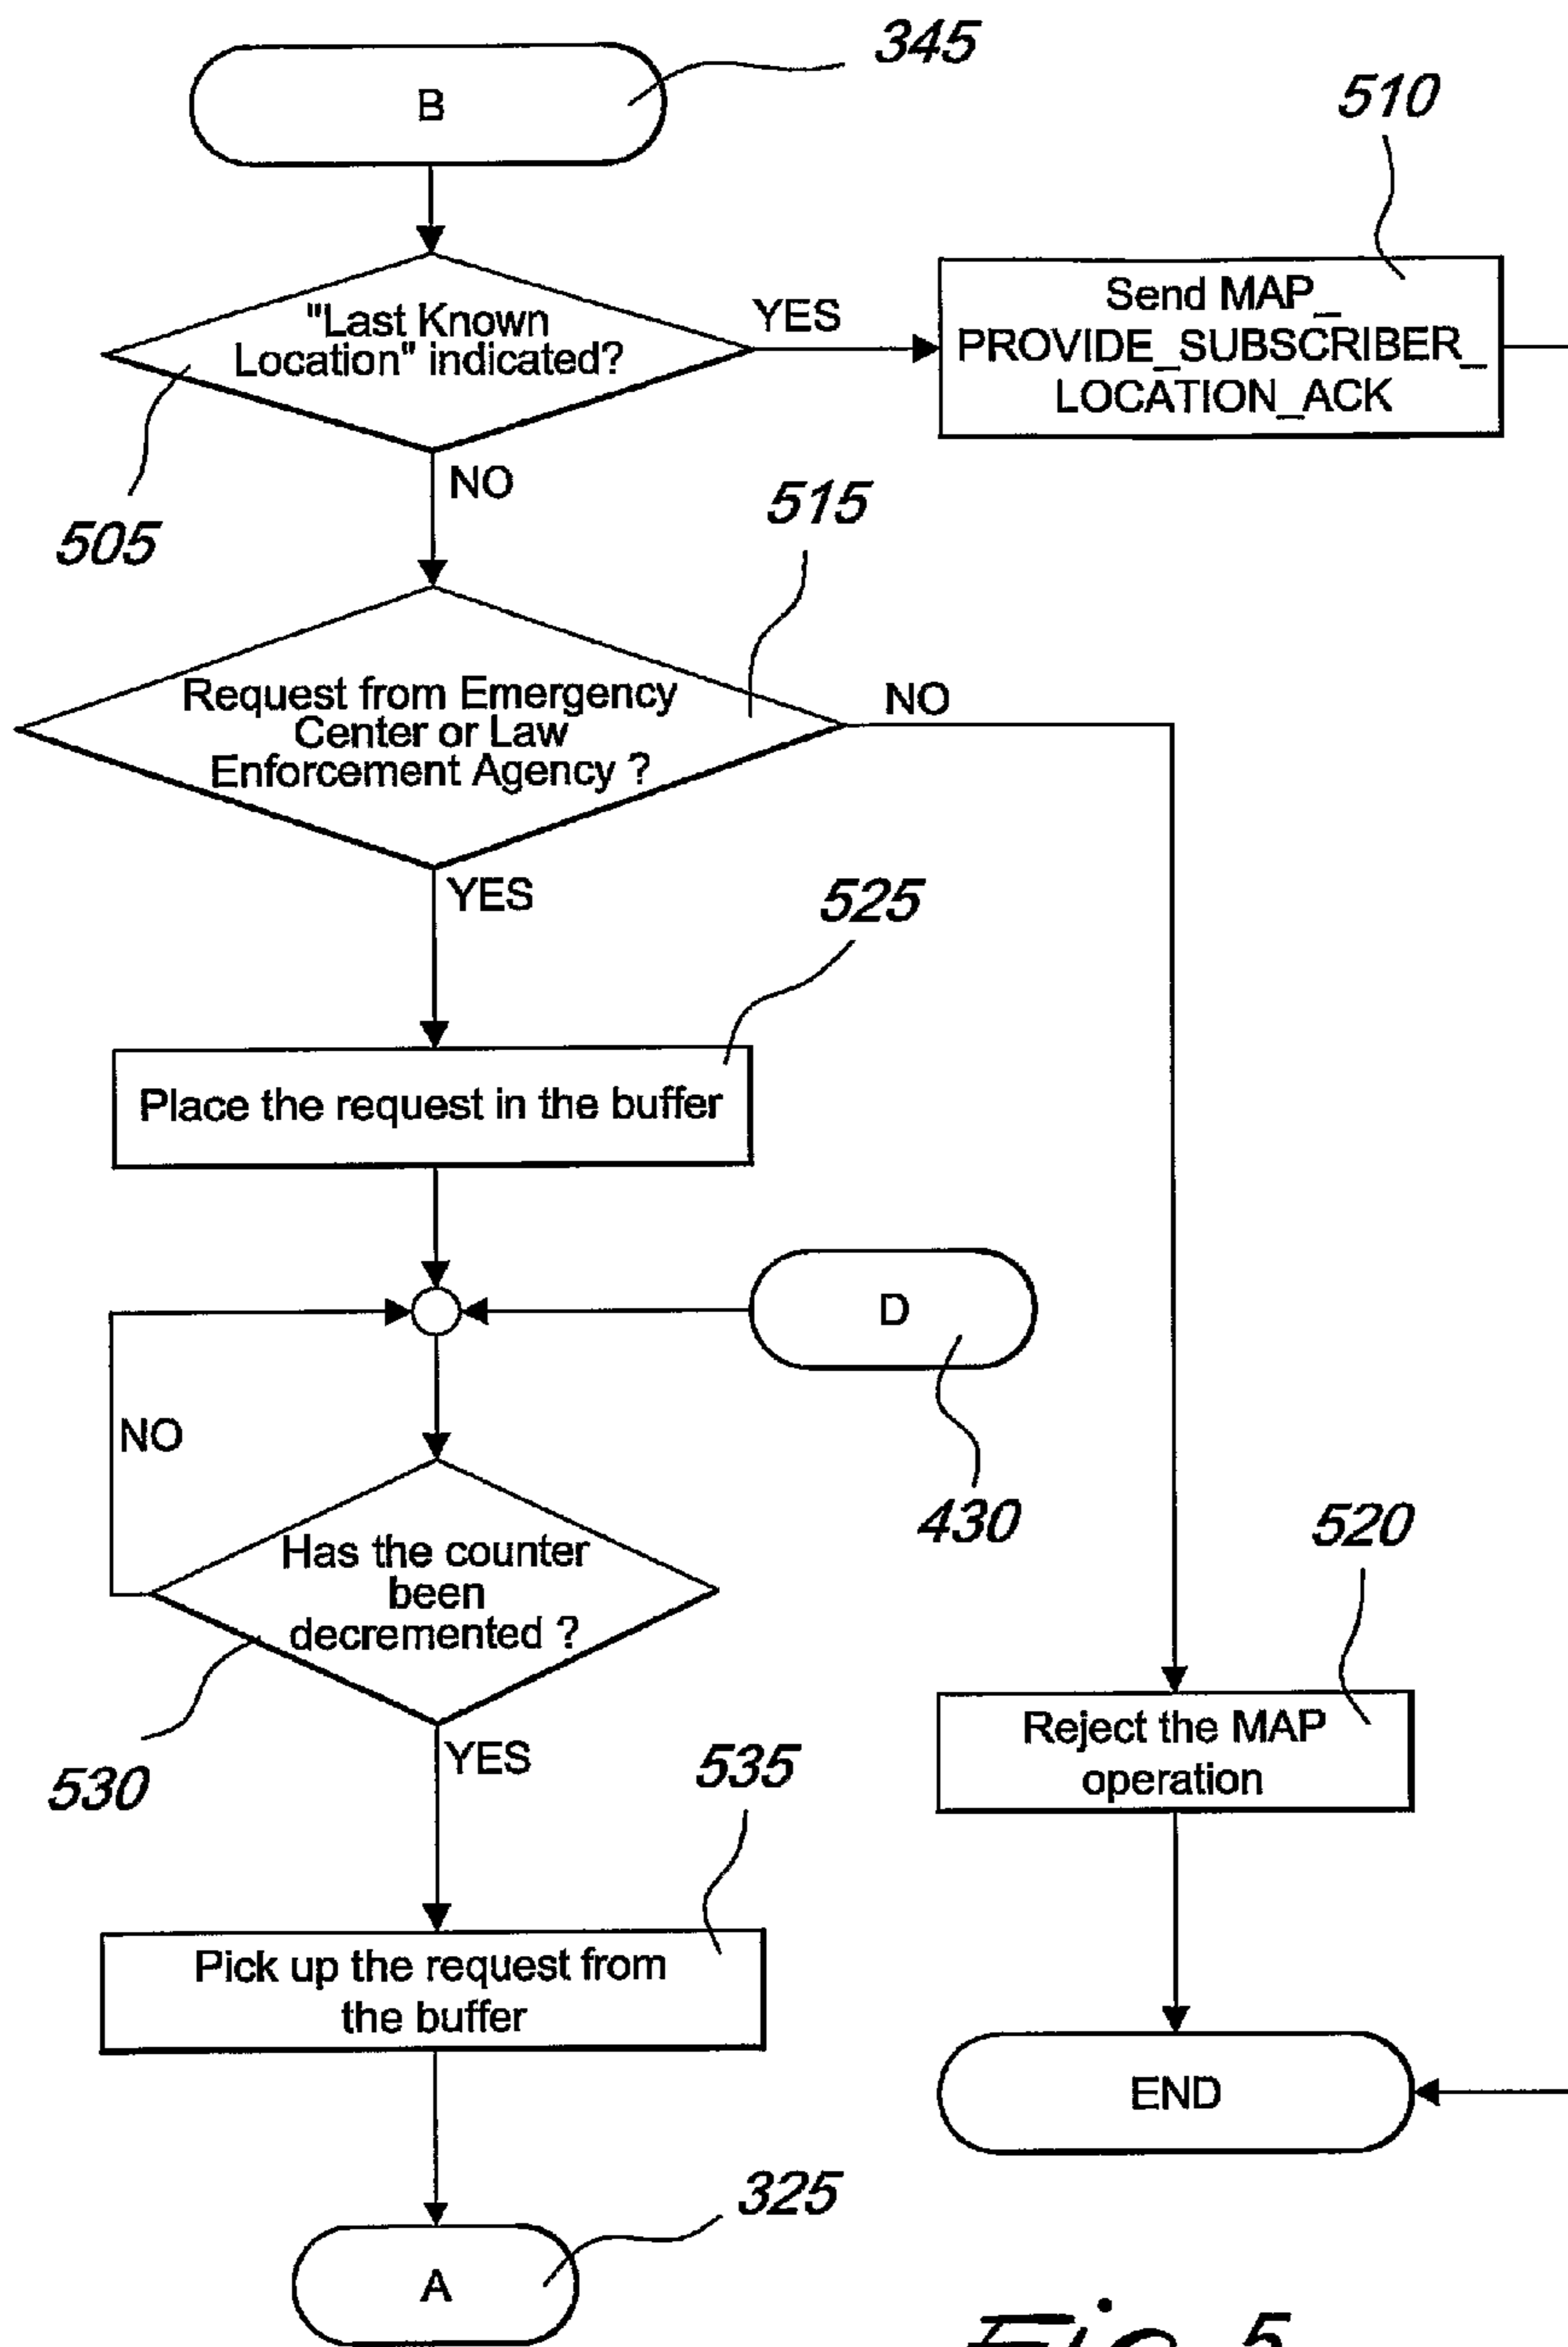 345
B
510
"Last Known
Location" indicated?
YES
Send MAP_
PROVIDE_SUBSCRIBER_
LOCATION_ACK
NO
505
515
Request from Emergency
Center or Law
Enforcement Agency ?
NO
YES
525
Place the request in the buffer
D
430
NO
Has the counter
been
decremented ?
530
YES
520
Reject the MAP
operation
535
Pick up the request from
the buffer
END
325
A
Fig. 5